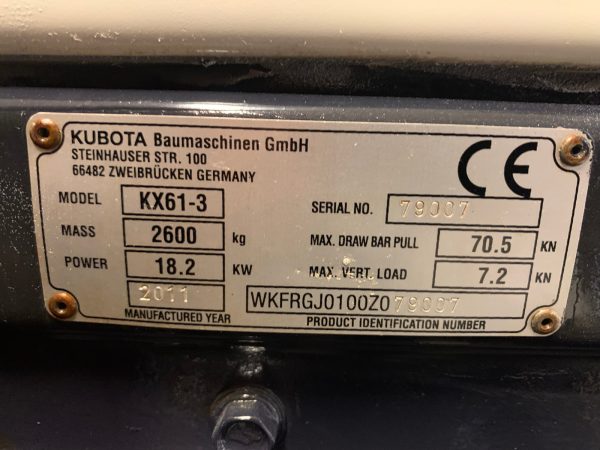 KUBOTA Baumaschinen GmbH
STEINHAUSER STR. 100
66482 ZWEIBRÜCKEN GERMANY
CE
MODEL KX61-3 SERIAL NO. 79007
MASS 2600 kg MAX. DRAW BAR PULL 70.5 KN
POWER 18.2 KW MAX. VERT. LOAD 7.2 KN
2011 WKFRGJ0100Z079007
MANUFACTURED YEAR PRODUCT IDENTIFICATION NUMBER